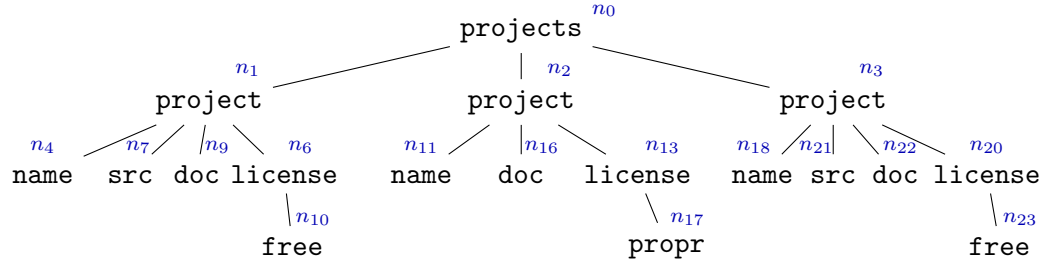 projects n0
n1 n2 n3
project project project
n4 n7 n9 n6 n11 n16 n13 n18 n21 n22 n20
name src doc license name doc license name src doc license
n10 n17 n23
free propr free